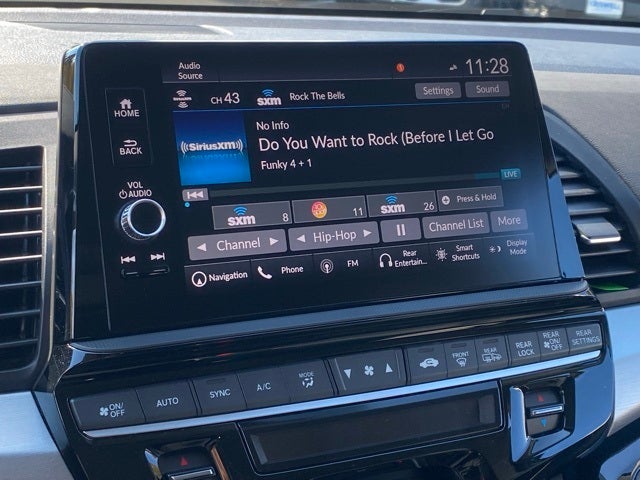 Audio
Source
11:28
HOME
BACK
VOL
AUDIO
SiriusXM
CH 43
sxm
Rock The Bells
Settings
Sound
((SiriusXM))
No Info
Do You Want to Rock (Before I Let Go
Funky 4 + 1
LIVE
sxm 8
11
sxm 26
Press & Hold
Channel
Hip-Hop
Channel List
More
Navigation
Phone
FM
Rear
Entertain...
Smart
Shortcuts
Display
Mode
ON/
OFF
AUTO
SYNC
A/C
MODE
FRONT
REAR
REAR
LOCK
REAR
ON/
OFF
REAR
SETTINGS